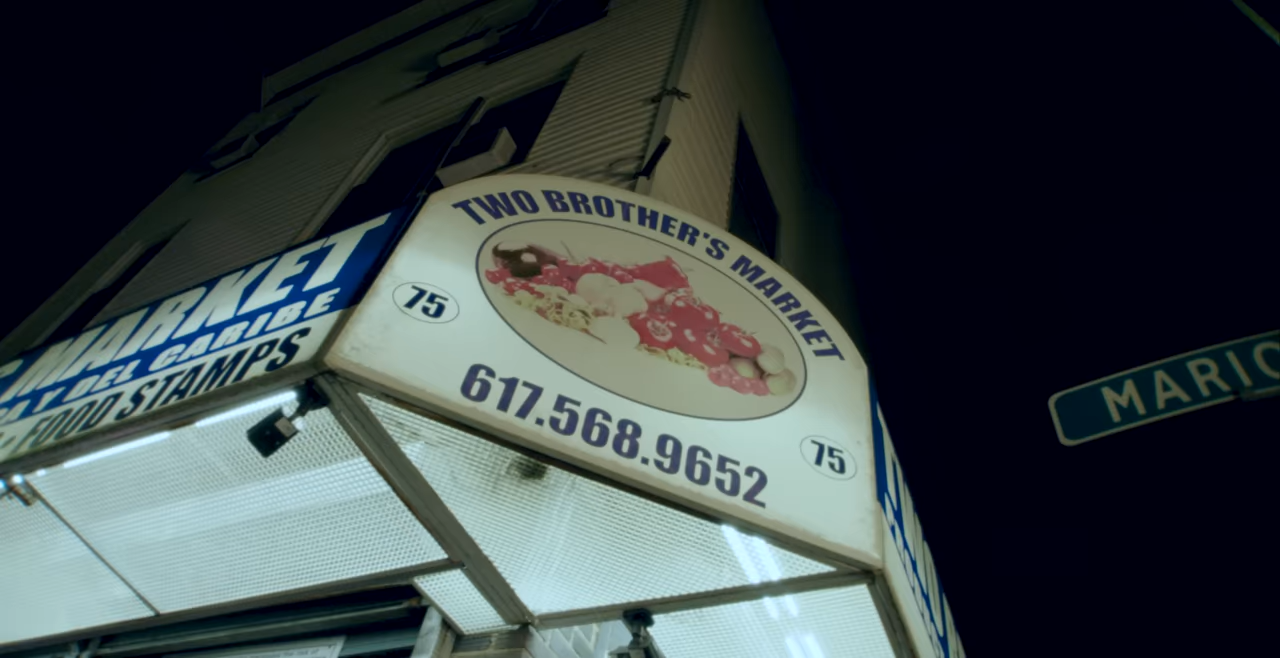 TWO BROTHER'S MARKET
75
617.568.9652
75
MARKET
DEL CARIBE
FOOD STAMPS
MARIO